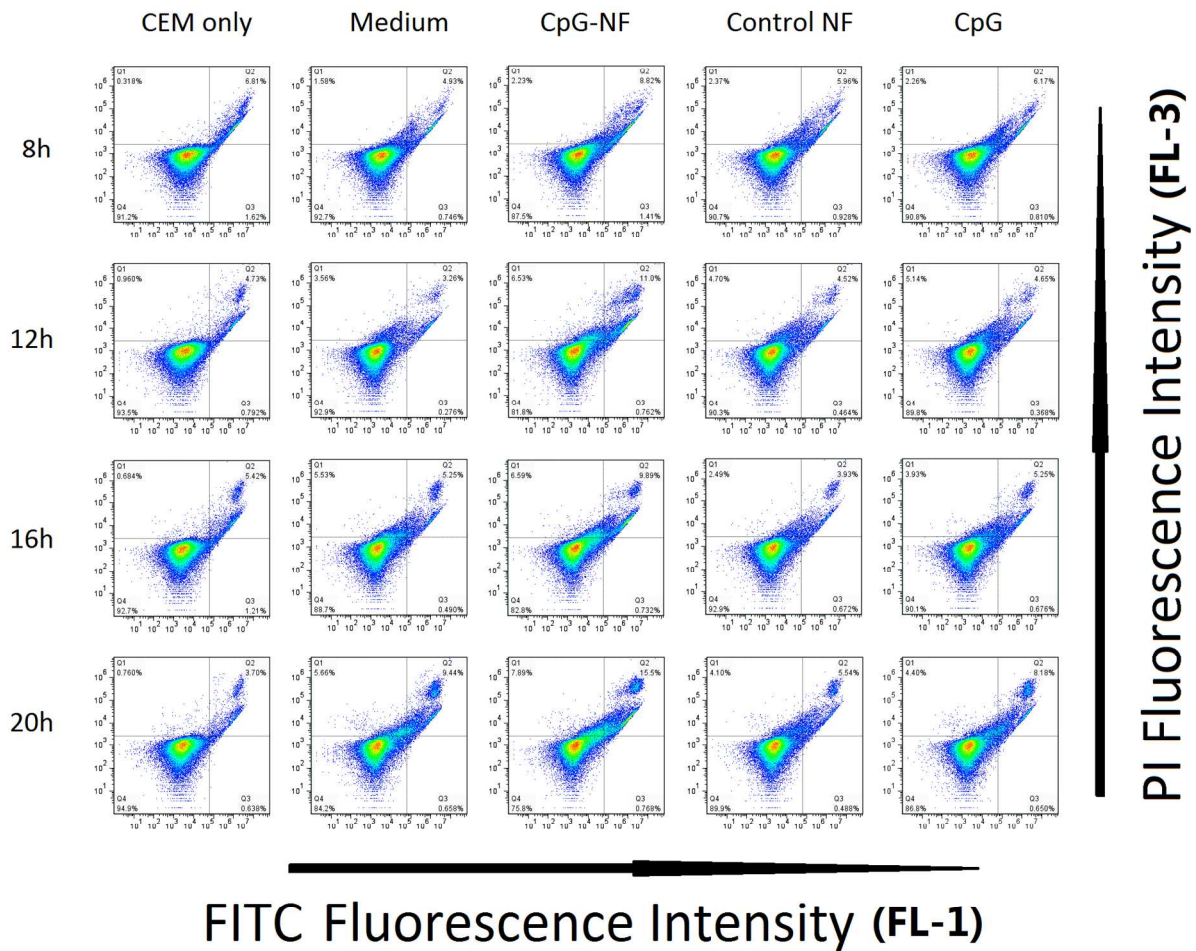 CEM only Medium CpG-NF Control NF CpG
8h
Q1 0.318% Q2 6.81% Q4 91.2% Q3 1.62%
Q1 1.58% Q2 4.93% Q4 92.7% Q3 0.746%
Q1 2.23% Q2 8.82% Q4 87.5% Q3 1.41%
Q1 2.37% Q2 5.96% Q4 90.7% Q3 0.928%
Q1 2.26% Q2 6.17% Q4 90.8% Q3 0.810%
12h
Q1 0.960% Q2 4.73% Q4 93.5% Q3 0.792%
Q1 3.56% Q2 3.26% Q4 92.9% Q3 0.276%
Q1 6.53% Q2 11.0% Q4 81.8% Q3 0.762%
Q1 4.70% Q2 4.52% Q4 90.3% Q3 0.464%
Q1 5.14% Q2 4.65% Q4 89.8% Q3 0.368%
16h
Q1 0.684% Q2 5.42% Q4 92.7% Q3 1.21%
Q1 5.53% Q2 5.25% Q4 88.7% Q3 0.490%
Q1 6.59% Q2 9.89% Q4 82.8% Q3 0.732%
Q1 2.49% Q2 3.93% Q4 92.9% Q3 0.672%
Q1 3.93% Q2 5.25% Q4 90.1% Q3 0.676%
20h
Q1 0.760% Q2 3.70% Q4 94.9% Q3 0.638%
Q1 5.66% Q2 9.44% Q4 84.2% Q3 0.658%
Q1 7.89% Q2 15.5% Q4 75.8% Q3 0.768%
Q1 4.10% Q2 5.54% Q4 89.9% Q3 0.488%
Q1 4.40% Q2 8.18% Q4 86.8% Q3 0.650%
PI Fluorescence Intensity (FL-3)
FITC Fluorescence Intensity (FL-1)